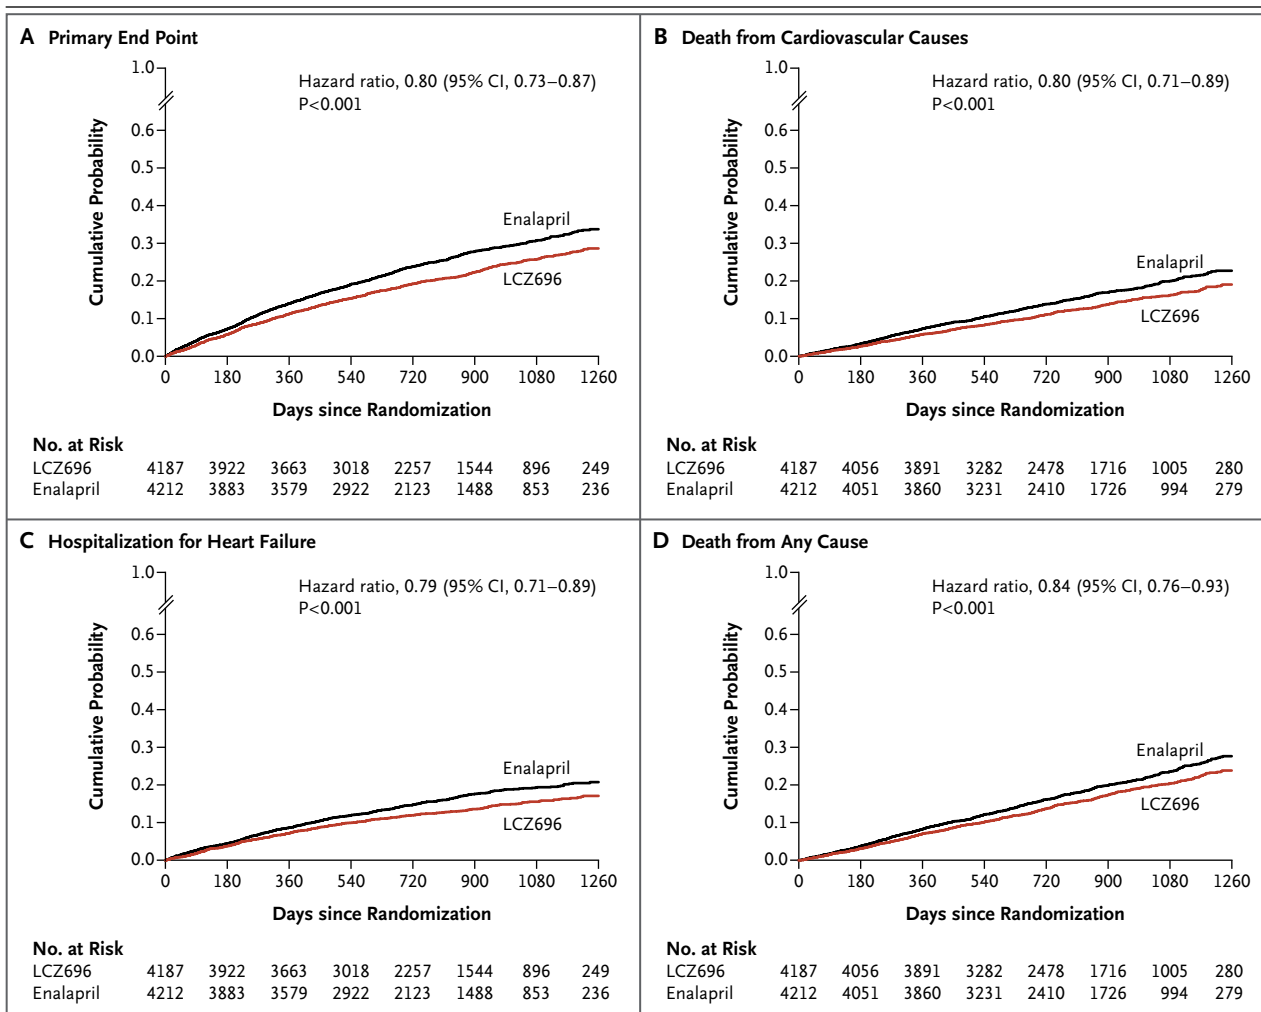 A Primary End Point
1.0
Hazard ratio, 0.80 (95% CI, 0.73–0.87)
P<0.001
0.6
0.5
0.4
0.3
0.2
0.1
0.0
Cumulative Probability
Enalapril
LCZ696
0 180 360 540 720 900 1080 1260
Days since Randomization
No. at Risk
LCZ696 4187 3922 3663 3018 2257 1544 896 249
Enalapril 4212 3883 3579 2922 2123 1488 853 236
B Death from Cardiovascular Causes
1.0
Hazard ratio, 0.80 (95% CI, 0.71–0.89)
P<0.001
0.6
0.5
0.4
0.3
0.2
0.1
0.0
Cumulative Probability
Enalapril
LCZ696
0 180 360 540 720 900 1080 1260
Days since Randomization
No. at Risk
LCZ696 4187 4056 3891 3282 2478 1716 1005 280
Enalapril 4212 4051 3860 3231 2410 1726 994 279
C Hospitalization for Heart Failure
1.0
Hazard ratio, 0.79 (95% CI, 0.71–0.89)
P<0.001
0.6
0.5
0.4
0.3
0.2
0.1
0.0
Cumulative Probability
Enalapril
LCZ696
0 180 360 540 720 900 1080 1260
Days since Randomization
No. at Risk
LCZ696 4187 3922 3663 3018 2257 1544 896 249
Enalapril 4212 3883 3579 2922 2123 1488 853 236
D Death from Any Cause
1.0
Hazard ratio, 0.84 (95% CI, 0.76–0.93)
P<0.001
0.6
0.5
0.4
0.3
0.2
0.1
0.0
Cumulative Probability
Enalapril
LCZ696
0 180 360 540 720 900 1080 1260
Days since Randomization
No. at Risk
LCZ696 4187 4056 3891 3282 2478 1716 1005 280
Enalapril 4212 4051 3860 3231 2410 1726 994 279